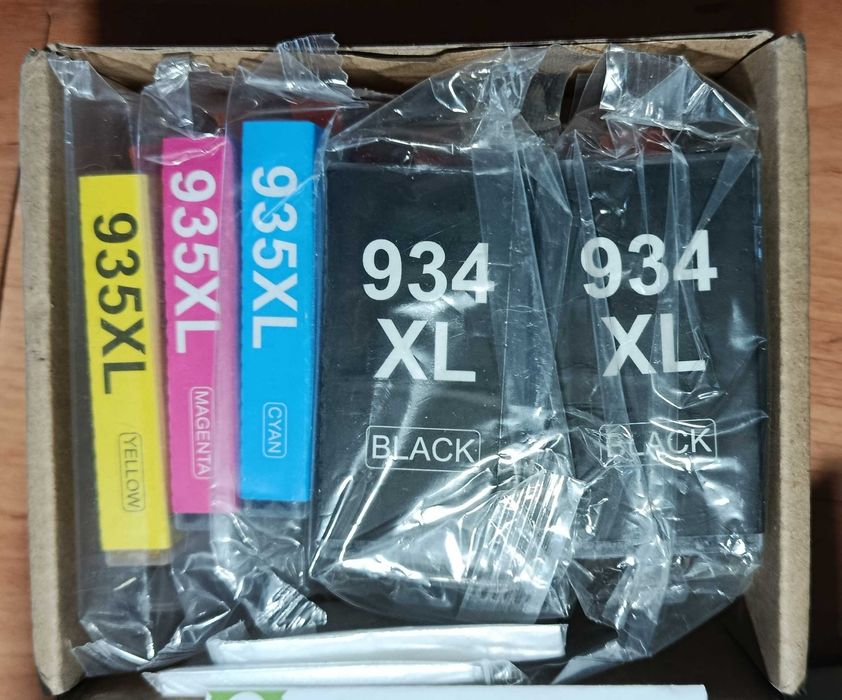 935XL
YELLOW
935XL
MAGENTA
935XL
CYAN
934
XL
BLACK
934
XL
BLACK